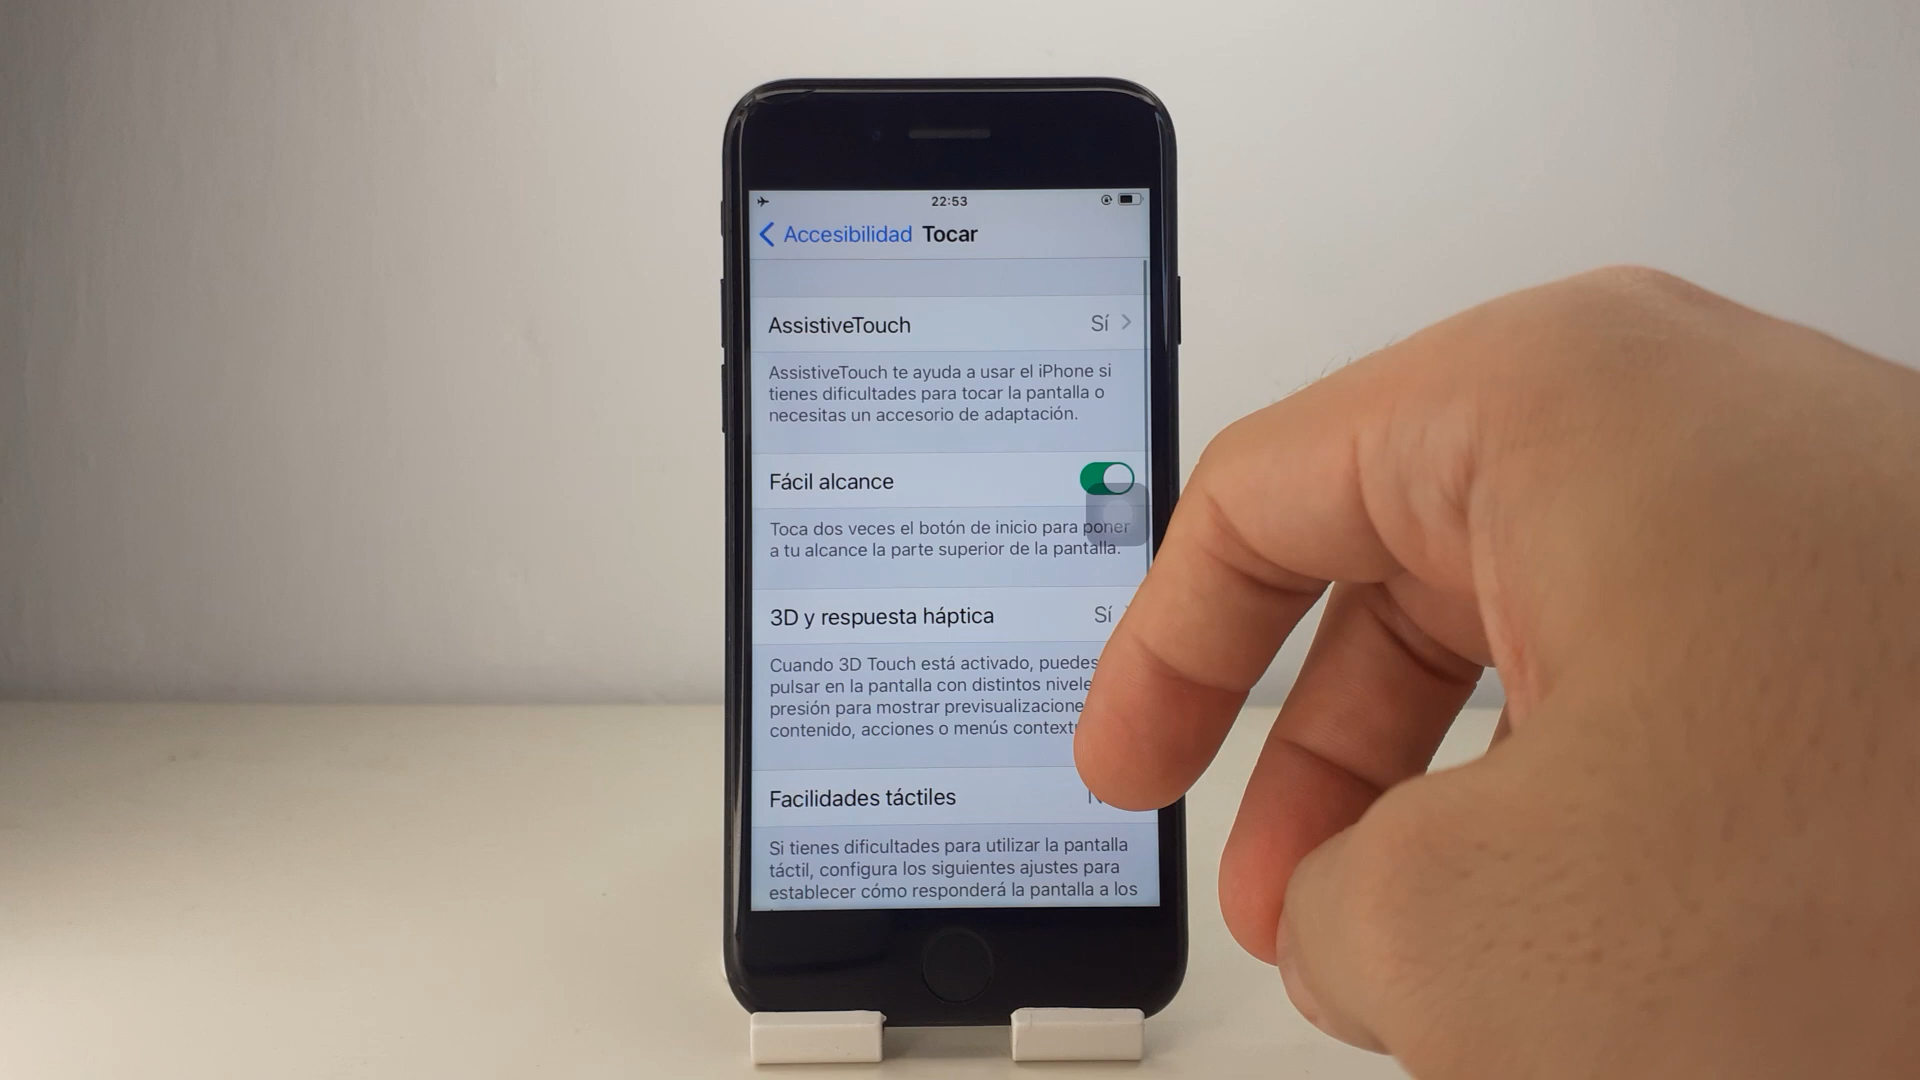 22:53
Accesibilidad Tocar
AssistiveTouch Sí
AssistiveTouch te ayuda a usar el iPhone si
tienes dificultades para tocar la pantalla o
necesitas un accesorio de adaptación.
Fácil alcance
Toca dos veces el botón de inicio para poner
a tu alcance la parte superior de la pantalla.
3D y respuesta háptica Sí
Cuando 3D Touch está activado, puedes
pulsar en la pantalla con distintos
presión para mostrar
contenido, acciones o menús
Facilidades táctiles
Si tienes dificultades para utilizar la pantalla
táctil, configura los siguientes ajustes para
establecer cómo responderá la pantalla a los